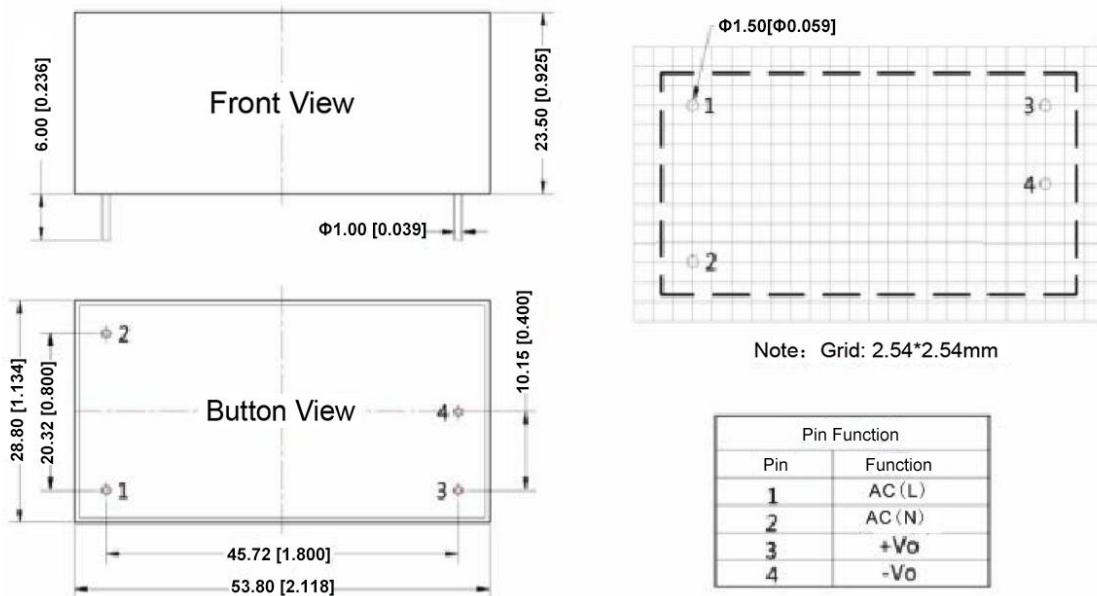 6.00 [0.236]
Front View
23.50 [0.925]
Φ1.00 [0.039]
Φ1.50[Φ0.059]
1
3
4
2
Note: Grid: 2.54*2.54mm
28.80 [1.134]
20.32 [0.800]
2
Button View
4
10.15 [0.400]
1
3
45.72 [1.800]
53.80 [2.118]
Pin Function
Pin Function
1 AC(L)
2 AC(N)
3 +Vo
4 -Vo